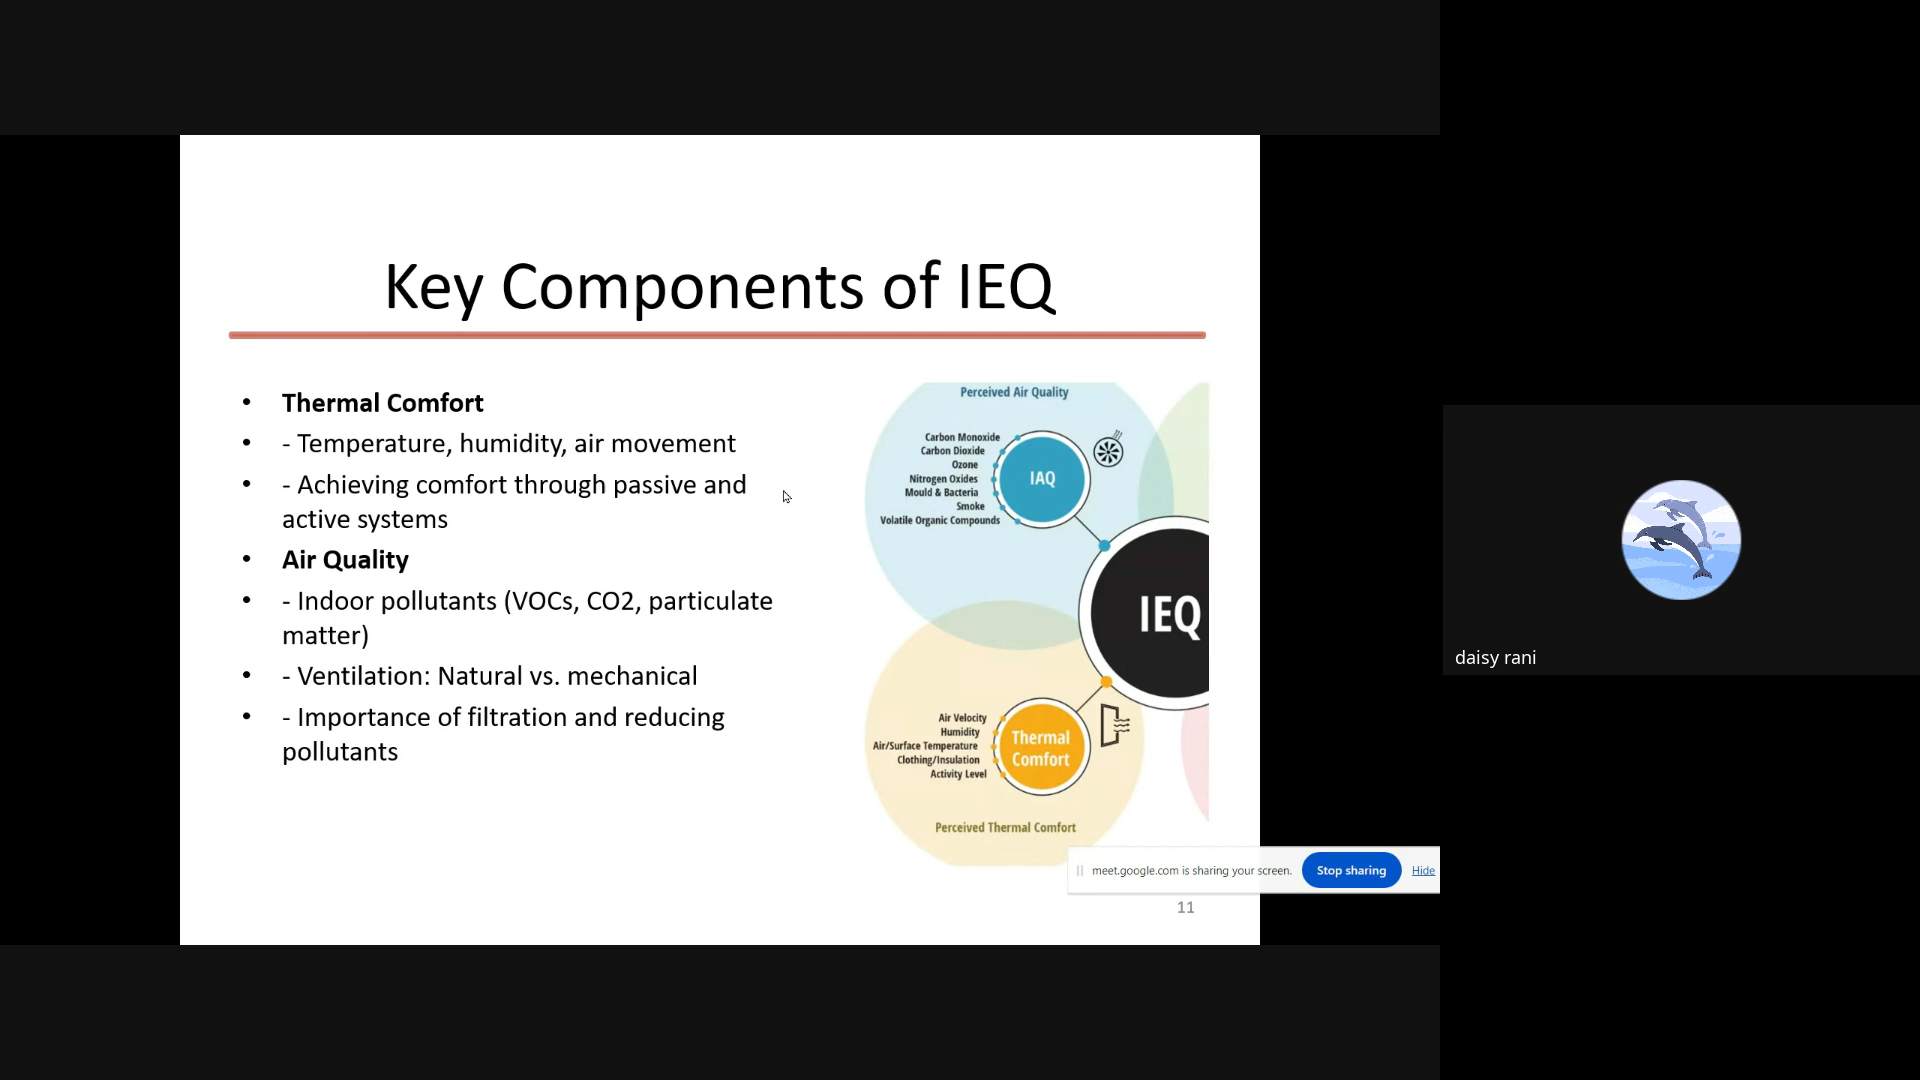 Key Components of IEQ
• Thermal Comfort
• - Temperature, humidity, air movement
• - Achieving comfort through passive and
active systems
• Air Quality
• - Indoor pollutants (VOCs, CO2, particulate
matter)
• - Ventilation: Natural vs. mechanical
• - Importance of filtration and reducing
pollutants
Perceived Air Quality
Carbon Monoxide
Carbon Dioxide
Ozone
Nitrogen Oxides
Mould & Bacteria
Smoke
Volatile Organic Compounds
IAQ
IEQ
Air Velocity
Humidity
Air/Surface Temperature
Clothing/Insulation
Activity Level
Thermal
Comfort
Perceived Thermal Comfort
meet.google.com is sharing your screen.
Stop sharing
Hide
11
daisy rani